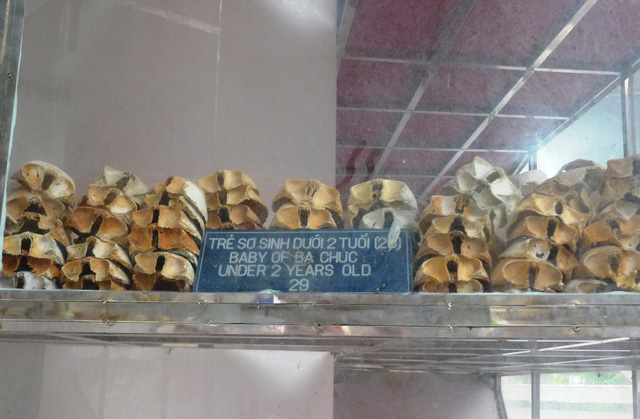 TRẺ SƠ SINH DƯỚI 2 TUỔI (29)
BABY OF BA CHUC
UNDER 2 YEARS OLD
29